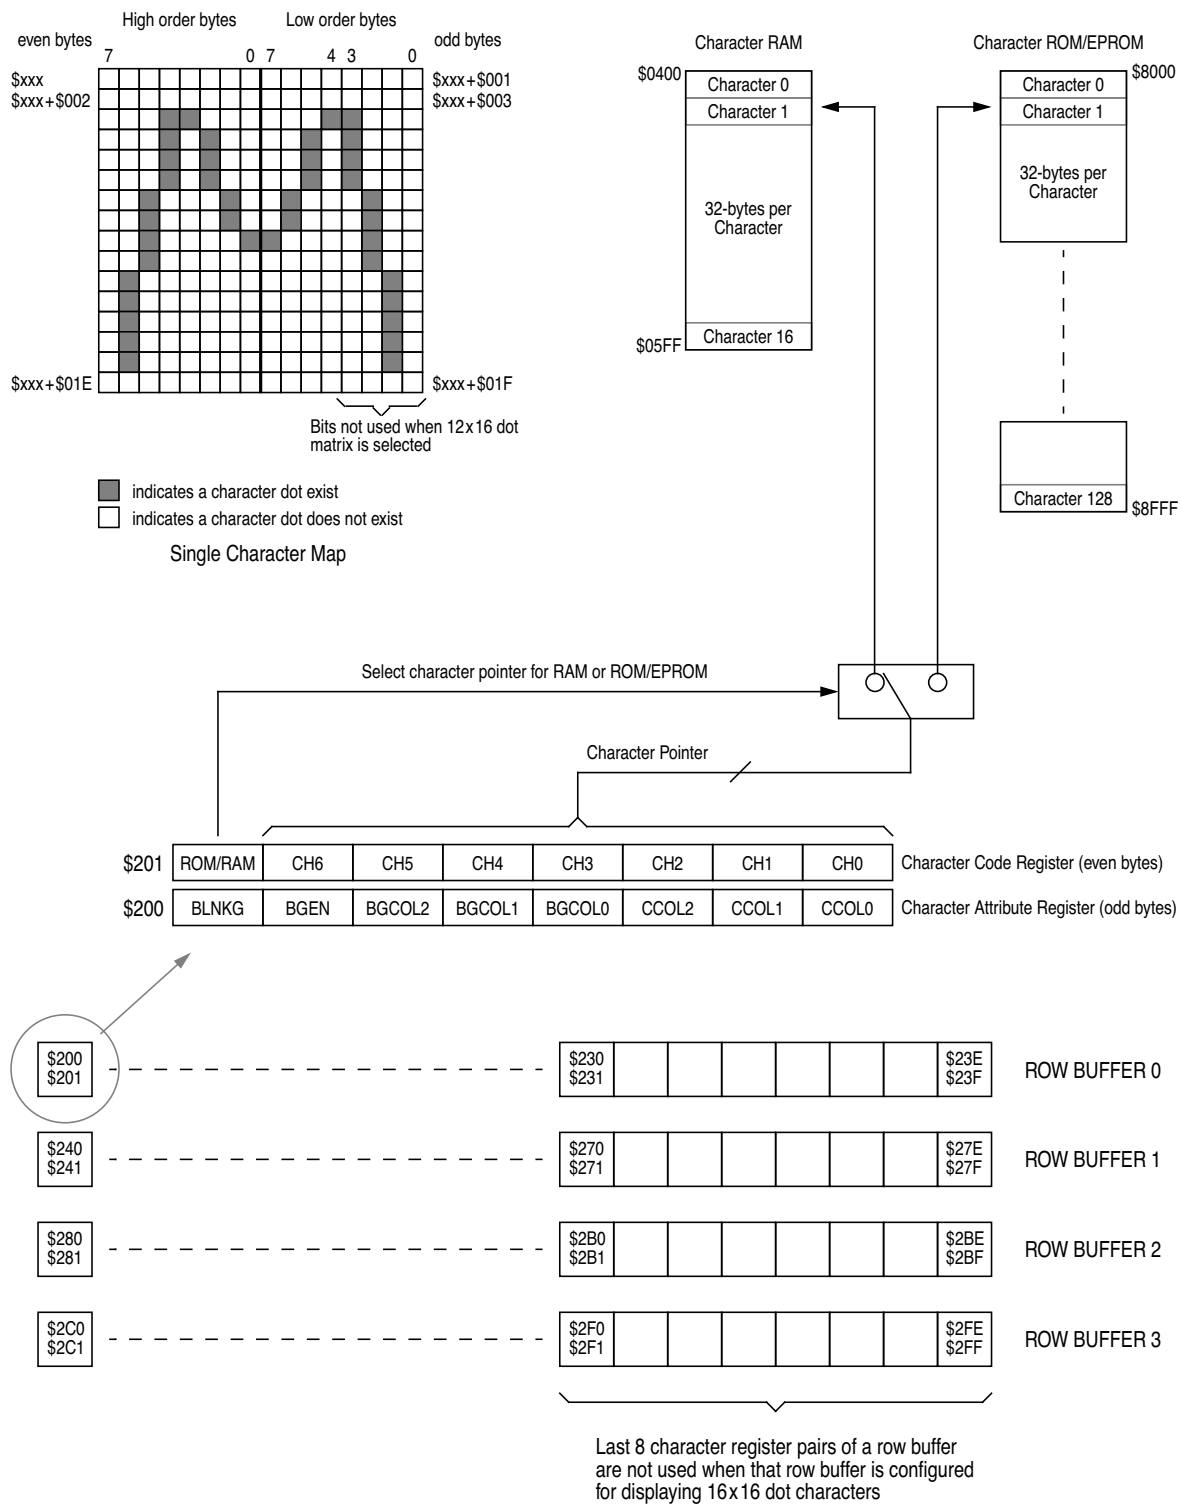 High order bytes Low order bytes
even bytes odd bytes
7 0 7 4 3 0
$xxx $xxx+$001
$xxx+$002 $xxx+$003
$xxx+$01E $xxx+$01F
Bits not used when 12x16 dot
matrix is selected
indicates a character dot exist
indicates a character dot does not exist
Single Character Map
Character RAM
$0400 Character 0
Character 1
32-bytes per
Character
Character 16
$05FF
Character ROM/EPROM
Character 0 $8000
Character 1
32-bytes per
Character
Character 128
$8FFF
Select character pointer for RAM or ROM/EPROM
Character Pointer
$201 ROM/RAM CH6 CH5 CH4 CH3 CH2 CH1 CH0 Character Code Register (even bytes)
$200 BLNKG BGEN BGCOL2 BGCOL1 BGCOL0 CCOL2 CCOL1 CCOL0 Character Attribute Register (odd bytes)
$200 $230 $23E
$201 $231 $23F
ROW BUFFER 0
$240 $270 $27E
$241 $271 $27F
ROW BUFFER 1
$280 $2B0 $2BE
$281 $2B1 $2BF
ROW BUFFER 2
$2C0 $2F0 $2FE
$2C1 $2F1 $2FF
ROW BUFFER 3
Last 8 character register pairs of a row buffer
are not used when that row buffer is configured
for displaying 16x16 dot characters